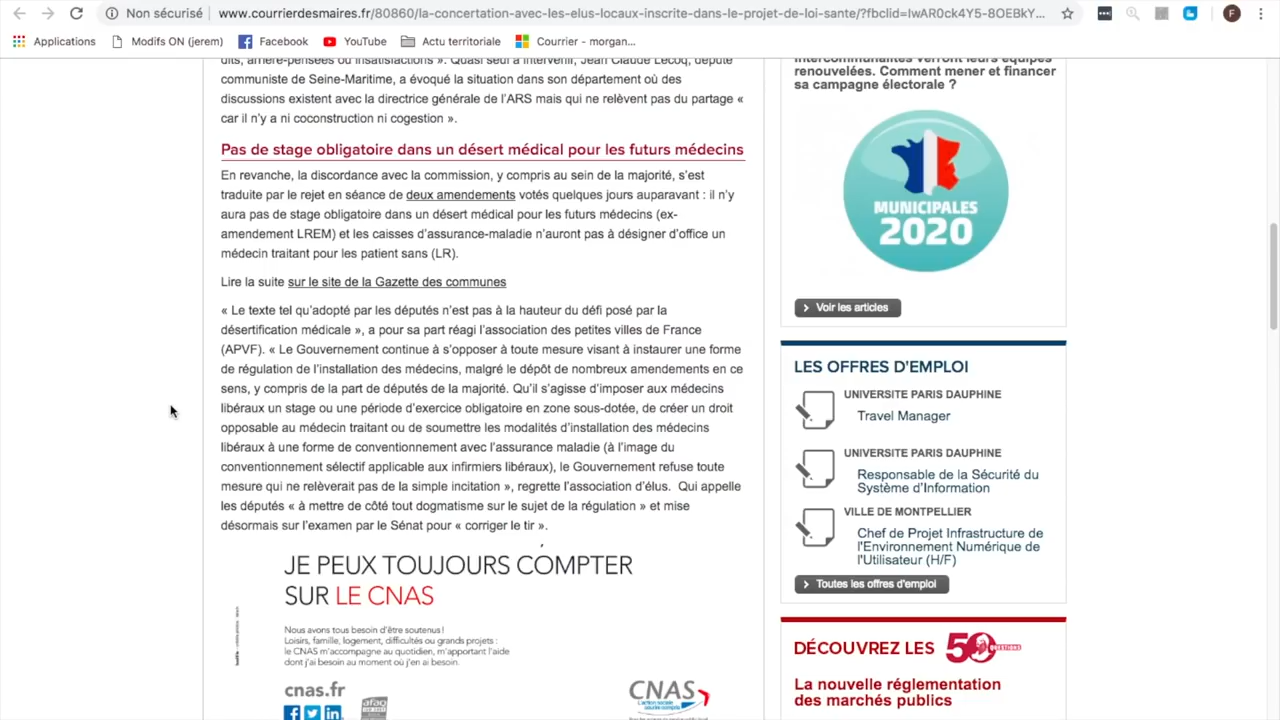 Non sécurisé
www.courrierdesmaires.fr/80860/la-concertation-avec-les-elus-locaux-inscrite-dans-le-projet-de-loi-sante/?fbclid=IwAR0ck4Y5-8OEBkY...
F
Applications
Modifs ON (jerem)
Facebook
YouTube
Actu territoriale
Courrier - morgan...
dits, arrière-pensées ou insatisfactions ». Quasi seul à intervenir, Jean Claude Lecoq, député
communiste de Seine-Maritime, a évoqué la situation dans son département où des
discussions existent avec la directrice générale de l'ARS mais qui ne relèvent pas du partage «
car il n'y a ni coconstruction ni cogestion ».
Pas de stage obligatoire dans un désert médical pour les futurs médecins
En revanche, la discordance avec la commission, y compris au sein de la majorité, s'est
traduite par le rejet en séance de deux amendements votés quelques jours auparavant : il n'y
aura pas de stage obligatoire dans un désert médical pour les futurs médecins (ex-
amendement LREM) et les caisses d'assurance-maladie n'auront pas à désigner d'office un
médecin traitant pour les patient sans (LR).
Lire la suite sur le site de la Gazette des communes
« Le texte tel qu'adopté par les députés n'est pas à la hauteur du défi posé par la
désertification médicale », a pour sa part réagi l'association des petites villes de France
(APVF). « Le Gouvernement continue à s'opposer à toute mesure visant à instaurer une forme
de régulation de l'installation des médecins, malgré le dépôt de nombreux amendements en ce
sens, y compris de la part de députés de la majorité. Qu'il s'agisse d'imposer aux médecins
libéraux un stage ou une période d'exercice obligatoire en zone sous-dotée, de créer un droit
opposable au médecin traitant ou de soumettre les modalités d'installation des médecins
libéraux à une forme de conventionnement avec l'assurance maladie (à l'image du
conventionnement sélectif applicable aux infirmiers libéraux), le Gouvernement refuse toute
mesure qui ne relèverait pas de la simple incitation », regrette l'association d'élus. Qui appelle
les députés « à mettre de côté tout dogmatisme sur le sujet de la régulation » et mise
désormais sur l'examen par le Sénat pour « corriger le tir ».
JE PEUX TOUJOURS COMPTER
SUR LE CNAS
Nous avons tous besoin d'être soutenus !
Loisirs, famille, logement, difficultés ou grands projets :
le CNAS m'accompagne au quotidien, m'apportant l'aide
dont j'ai besoin au moment où j'en ai besoin.
cnas.fr
CNAS
intercommunalités verront leurs équipes
renouvelées. Comment mener et financer
sa campagne électorale ?
MUNICIPALES
2020
Voir les articles
LES OFFRES D'EMPLOI
UNIVERSITE PARIS DAUPHINE
Travel Manager
UNIVERSITE PARIS DAUPHINE
Responsable de la Sécurité du
Système d'Information
VILLE DE MONTPELLIER
Chef de Projet Infrastructure de
l'Environnement Numérique de
l'Utilisateur (H/F)
Toutes les offres d'emploi
DÉCOUVREZ LES 50 QUESTIONS
La nouvelle réglementation
des marchés publics